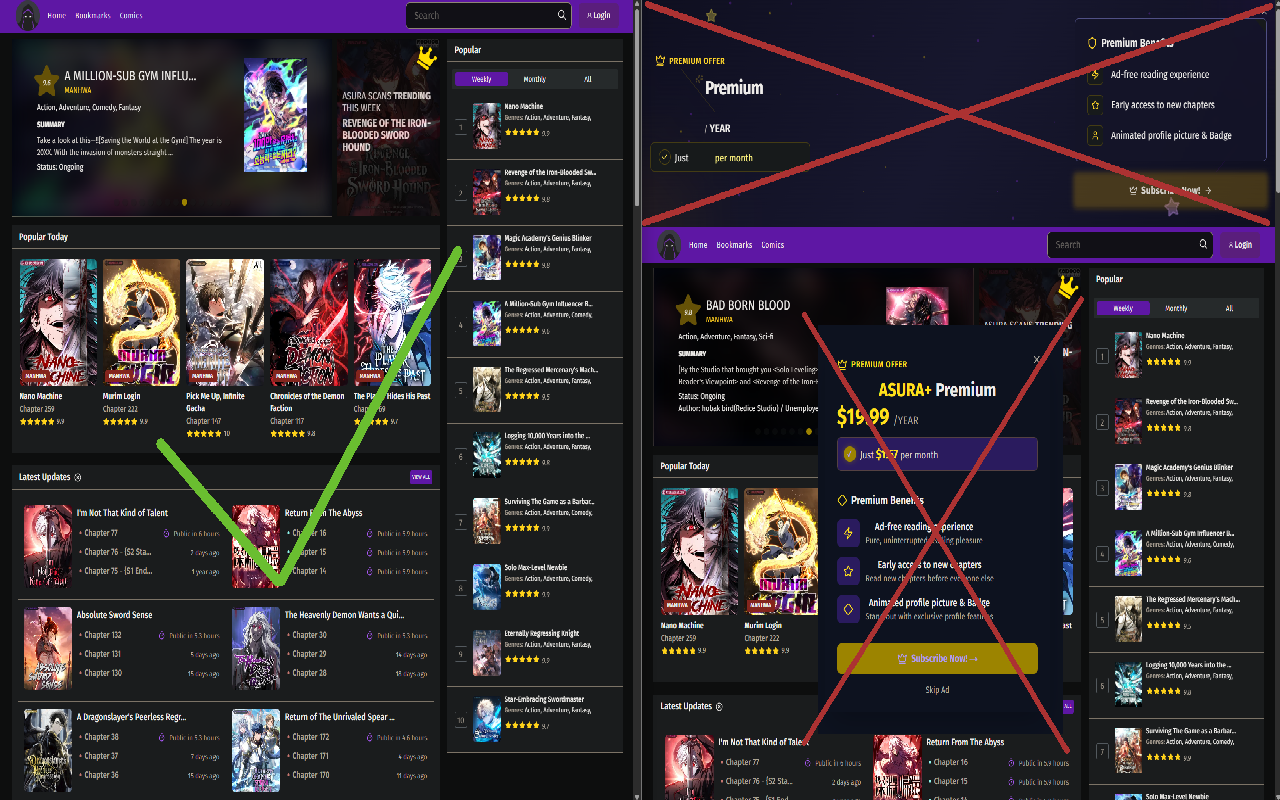 Home
Bookmarks
Comics
Search
Login
9.6
A MILLION-SUB GYM INFLU...
MANHWA
Action, Adventure, Comedy, Fantasy
SUMMARY
Take a look at this—![Saving the World at the Gym!] The year is
20XX. With the invasion of monsters straight ...
Status: Ongoing
ASURA SCANS TRENDING
THIS WEEK
REVENGE OF THE IRON-
BLOODED SWORD
HOUND
Popular
Weekly
Monthly
All
1
Nano Machine
Genres: Action, Adventure, Fantasy,
9.9
2
Revenge of the Iron-Blooded Sw...
Genres: Action, Adventure, Fantasy,
9.8
Magic Academy's Genius Blinker
Genres: Action, Adventure, Fantasy,
9.8
4
A Million-Sub Gym Influencer B...
Genres: Action, Adventure, Comedy,
9.6
5
The Regressed Mercenary's Mach...
Genres: Action, Adventure, Fantasy,
9.5
6
Logging 10,000 Years into the ...
Genres: Action, Adventure, Fantasy,
9.8
7
Surviving The Game as a Barbar...
Genres: Action, Adventure, Fantasy,
9.9
8
Solo Max-Level Newbie
Genres: Action, Adventure, Comedy,
9.9
9
Eternally Regressing Knight
Genres: Action, Adventure, Fantasy,
9.9
10
Star-Embracing Swordmaster
Genres: Action, Adventure, Fantasy,
9.7
Popular Today
MANHWA
Nano Machine
Chapter 259
9.9
Murim Login
Chapter 222
9.9
MANHWA
Pick Me Up, Infinite
Gacha
Chapter 147
10
MANHWA
Chronicles of the Demon
Faction
Chapter 117
9.8
MANHWA
The Player Hides His Past
9.7
Latest Updates
VIEW ALL
I'm Not That Kind of Talent
Chapter 77
Public in 6 hours
Chapter 76 - [S2 Sta...
2 days ago
Chapter 75 - [S1 End...
1 year ago
Return From The Abyss
Chapter 16
Public in 5.9 hours
15
Public in 5.9 hours
14
Public in 5.9 hours
Absolute Sword Sense
Chapter 132
Public in 5.3 hours
Chapter 131
5 days ago
Chapter 130
15 days ago
The Heavenly Demon Wants a Qui...
Chapter 30
Public in 5.3 hours
Chapter 29
14 days ago
Chapter 28
18 days ago
A Dragonslayer's Peerless Regr...
Chapter 38
Public in 5.3 hours
Chapter 37
7 days ago
Chapter 36
15 days ago
Return of The Unrivaled Spear ...
Chapter 172
Public in 4.6 hours
Chapter 171
4 days ago
Chapter 170
11 days ago
PREMIUM OFFER
Premium
/ YEAR
Just per month
Premium Benefits
Ad-free reading experience
Early access to new chapters
Animated profile picture & Badge
Subscribe Now! →
Home
Bookmarks
Comics
Search
Login
9.8
BAD BORN BLOOD
MANHWA
Action, Adventure, Fantasy, Sci-fi
SUMMARY
[By the Studio that brought you <Solo Leveling>
Reader's Viewpoint> and <Revenge of the Iron-
Status: Ongoing
Author: hubak bird(Redice Studio) / Unemploye
ASURA SCANS TRENDING
PREMIUM OFFER
×
ASURA+ Premium
$19.99 /YEAR
Just $1.67 per month
Premium Benefits
Ad-free reading experience
Pure, uninterrupted reading pleasure
Early access to new chapters
Read new chapters before everyone else
Animated profile picture & Badge
Stand out with exclusive profile features
Subscribe Now! →
Skip Ad
Popular
Weekly
Monthly
All
1
Nano Machine
Genres: Action, Adventure, Fantasy,
9.9
2
Revenge of the Iron-Blooded Sw...
Genres: Action, Adventure, Fantasy,
9.8
3
Magic Academy's Genius Blinker
Genres: Action, Adventure, Fantasy,
9.8
4
A Million-Sub Gym Influencer B...
Genres: Action, Adventure, Comedy,
9.6
5
The Regressed Mercenary's Mach...
Genres: Action, Adventure, Fantasy,
9.5
6
Logging 10,000 Years into the ...
Genres: Action, Adventure, Fantasy,
9.8
7
Surviving The Game as a Barbar...
Genres: Action, Adventure, Fantasy,
9.9
Solo Max-Level Newbie
Popular Today
MANHWA
Nano Machine
Chapter 259
9.9
MANHWA
Murim Login
Chapter 222
9.9
Latest Updates
ALL
I'm Not That Kind of Talent
Chapter 77
Public in 6 hours
Chapter 76 - [S2 Sta...
2 days ago
Return From The Abyss
Chapter 16
Public in 5.9 hours
Chapter 15
Public in 5.9 hours